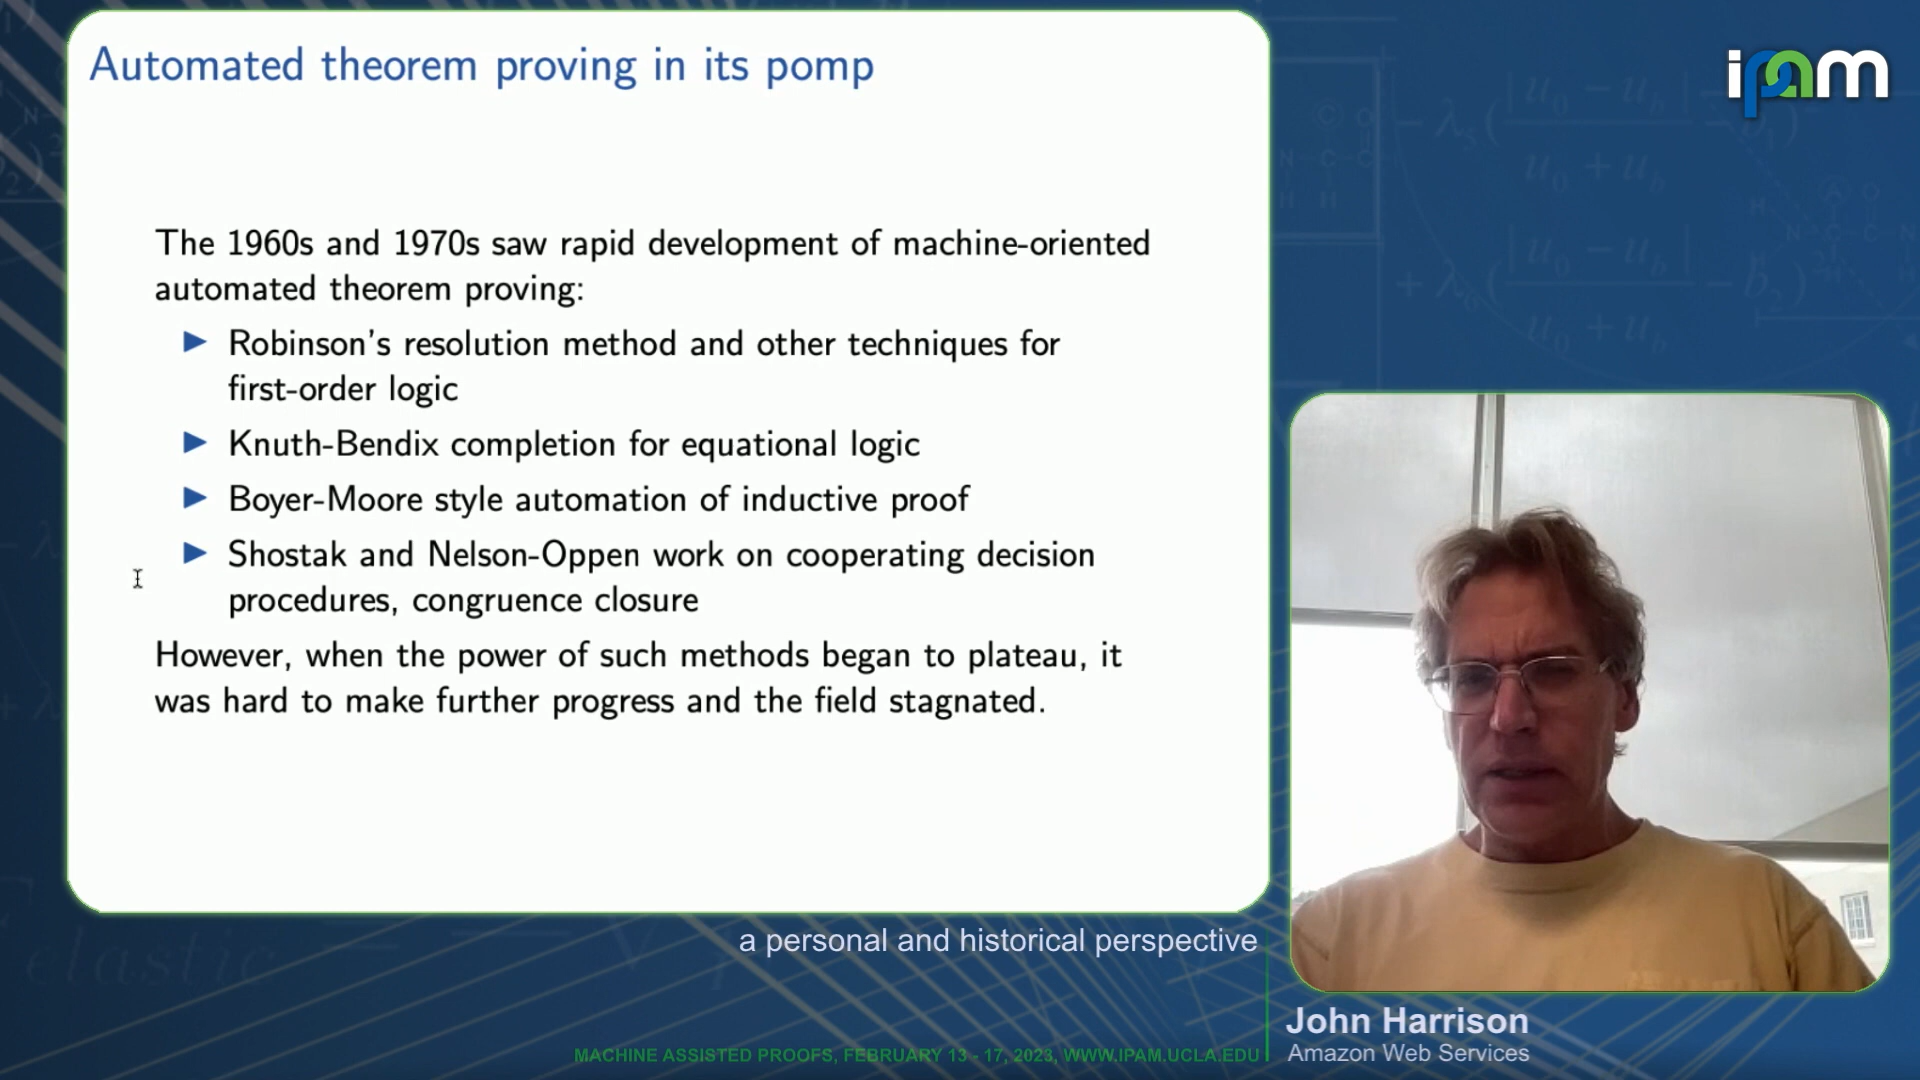 Automated theorem proving in its pomp
The 1960s and 1970s saw rapid development of machine-oriented
automated theorem proving:
Robinson's resolution method and other techniques for
first-order logic
Knuth-Bendix completion for equational logic
Boyer-Moore style automation of inductive proof
Shostak and Nelson-Oppen work on cooperating decision
procedures, congruence closure
However, when the power of such methods began to plateau, it
was hard to make further progress and the field stagnated.
ipam
a personal and historical perspective
John Harrison
Amazon Web Services
MACHINE ASSISTED PROOFS, FEBRUARY 13 - 17, 2023, WWW.IPAM.UCLA.EDU